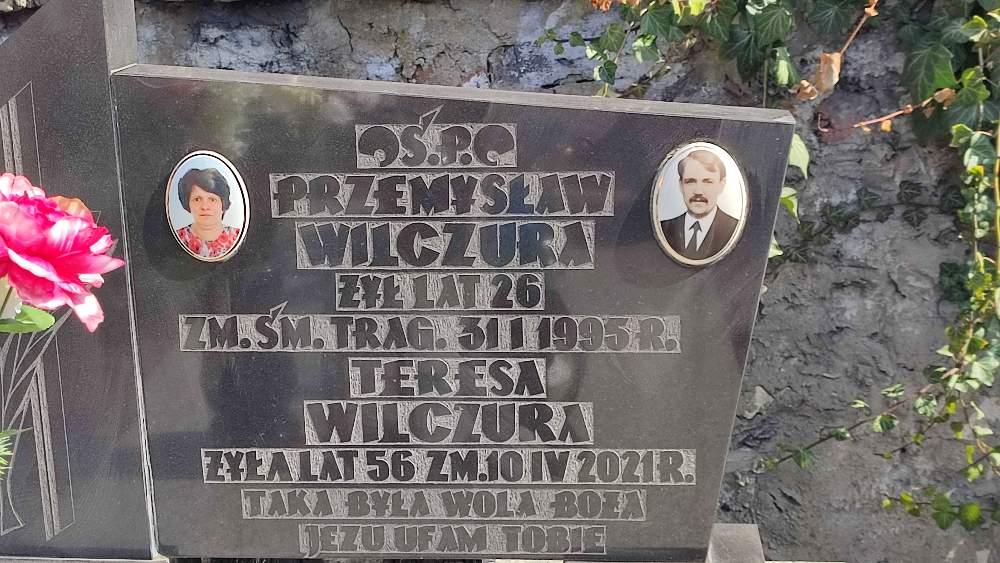 Ś.P.
PRZEMYSŁAW
WILCZURA
ŻYŁ LAT 26
ZM. ŚM. TRAG. 31 I 1995 R.
TERESA
WILCZURA
ŻYŁA LAT 56 ZM. 10 IV 2021 R.
TAKA BYŁA WOLA BOŻA
JEZU UFAM TOBIE